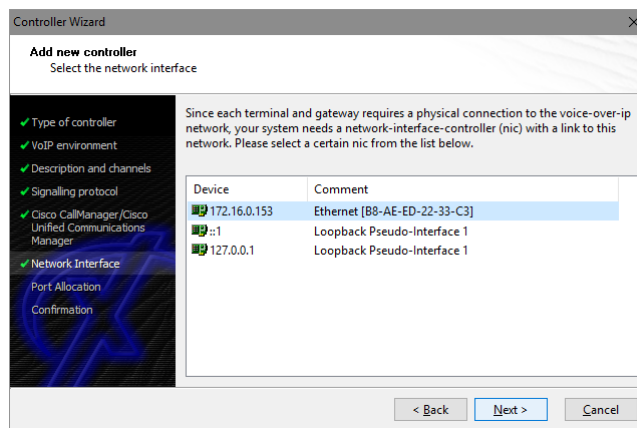 Controller Wizard
Add new controller
Select the network interface
Type of controller
VoIP environment
Description and channels
Signalling protocol
Cisco CallManager/Cisco
Unified Communications
Manager
Network Interface
Port Allocation
Confirmation
Since each terminal and gateway requires a physical connection to the voice-over-ip
network, your system needs a network-interface-controller (nic) with a link to this
network. Please select a certain nic from the list below.
Device Comment
172.16.0.153 Ethernet [B8-AE-ED-22-33-C3]
::1 Loopback Pseudo-Interface 1
127.0.0.1 Loopback Pseudo-Interface 1
< Back Next > Cancel